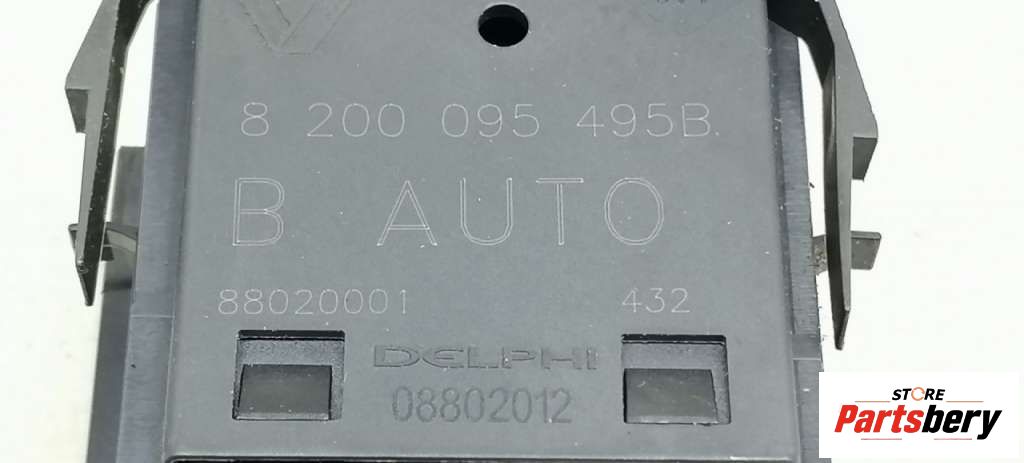 8 200 095 495B
B AUTO
88020001 432
DELPHI
08802012
STORE
Partsbery